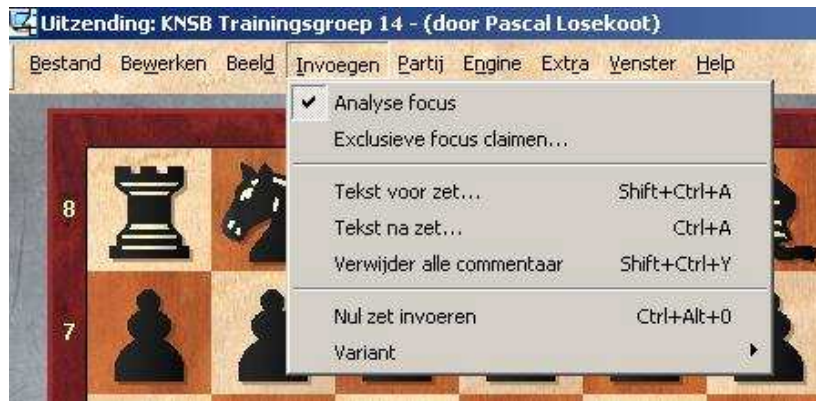 Uitzending: KNSB Trainingsgroep 14 - (door Pascal Losekoot)
Bestand Bewerken Beeld Invoegen Partij Engine Extra Venster Help
Analyse focus
Exclusieve focus claimen...
Tekst voor zet... Shift+Ctrl+A
Tekst na zet... Ctrl+A
Verwijder alle commentaar Shift+Ctrl+Y
Nul zet invoeren Ctrl+Alt+0
Variant
8
7